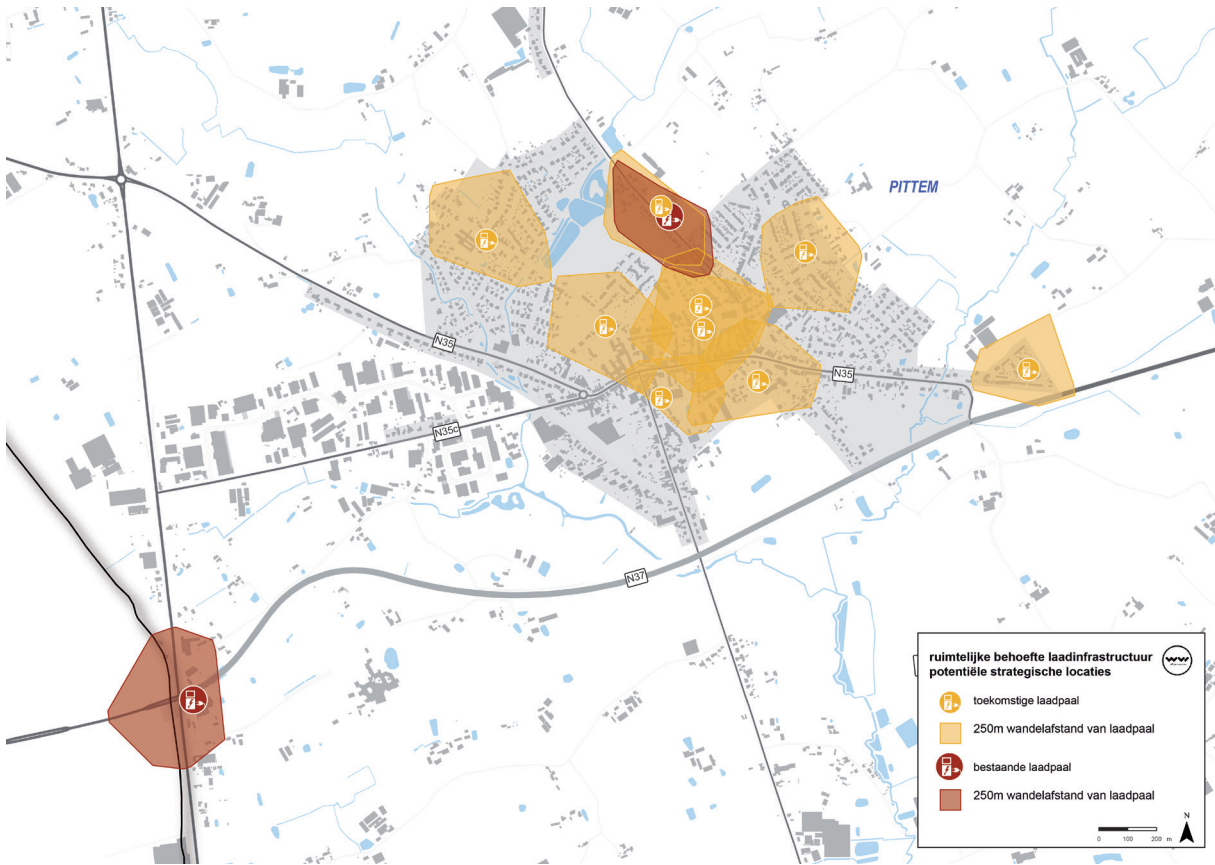 PITTEM
N35
N35
N35c
N37
ruimtelijke behoefte laadinfrastructuur
potentiële strategische locaties
toekomstige laadpaal
250m wandelafstand van laadpaal
bestaande laadpaal
250m wandelafstand van laadpaal
N
0 100 200 m